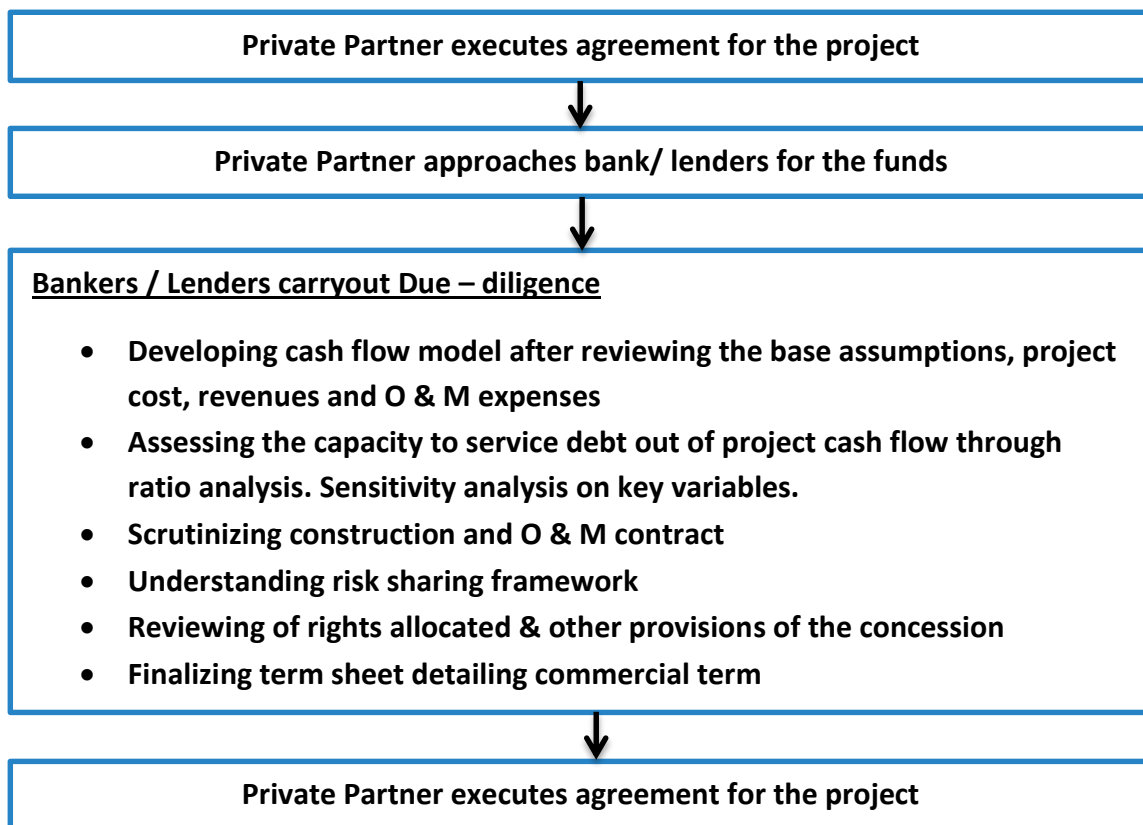 Private Partner executes agreement for the project
Private Partner approaches bank/ lenders for the funds
Bankers / Lenders carryout Due – diligence
• Developing cash flow model after reviewing the base assumptions, project
cost, revenues and O & M expenses
• Assessing the capacity to service debt out of project cash flow through
ratio analysis. Sensitivity analysis on key variables.
• Scrutinizing construction and O & M contract
• Understanding risk sharing framework
• Reviewing of rights allocated & other provisions of the concession
• Finalizing term sheet detailing commercial term
Private Partner executes agreement for the project